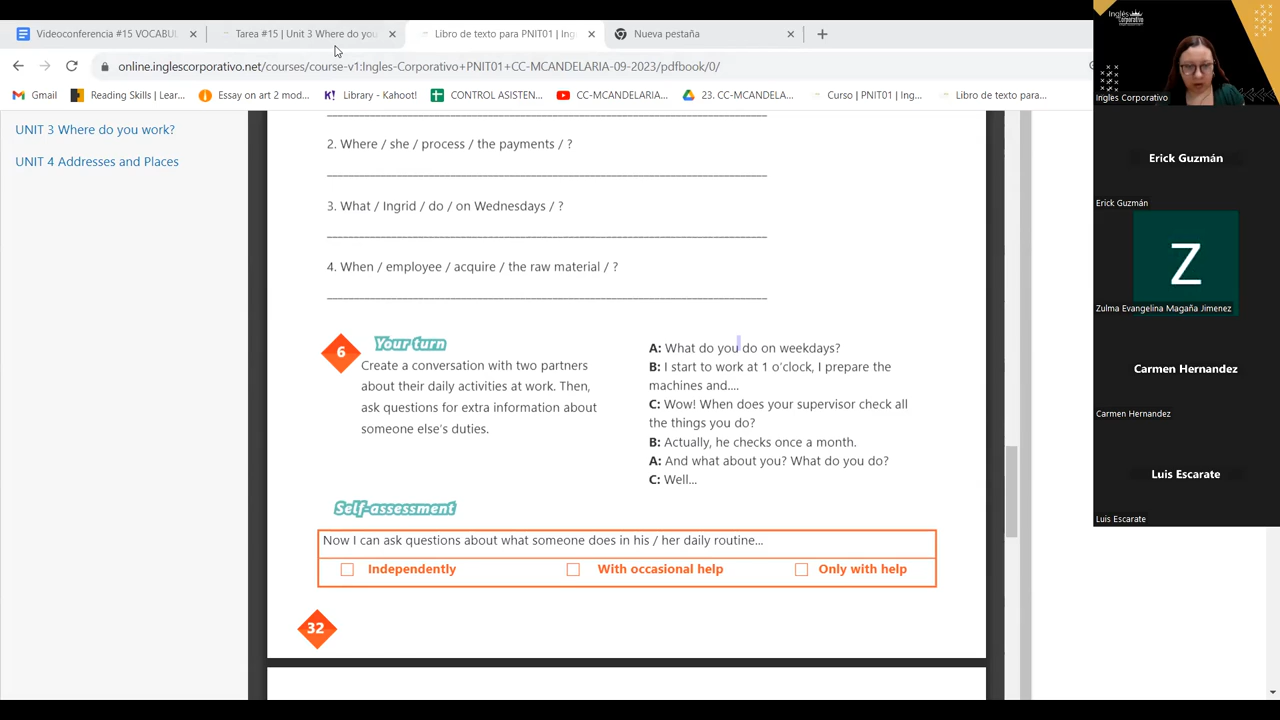 Videoconferencia #15 VOCABUL
Tarea #15 | Unit 3 Where do you
Libro de texto para PNIT01 | Ing
Nueva pestaña
online.inglescorporativo.net/courses/course-v1:Ingles-Corporativo+PNIT01+CC-MCANDELARIA-09-2023/pdfbook/0/
Gmail
Reading Skills | Lear...
Essay on art 2 mod...
Library - Kaho
CONTROL ASISTEN...
CC-MCANDELARIA...
23. CC-MCANDELA...
Curso | PNIT01 | Ing...
Libro de texto para...
UNIT 3 Where do you work?
UNIT 4 Addresses and Places
2. Where / she / process / the payments / ?
3. What / Ingrid / do / on Wednesdays / ?
4. When / employee / acquire / the raw material / ?
6
Your turn
Create a conversation with two partners
about their daily activities at work. Then,
ask questions for extra information about
someone else's duties.
A: What do you do on weekdays?
B: I start to work at 1 o'clock, I prepare the
machines and....
C: Wow! When does your supervisor check all
the things you do?
B: Actually, he checks once a month.
A: And what about you? What do you do?
C: Well...
Self-assessment
Now I can ask questions about what someone does in his / her daily routine...
Independently
With occasional help
Only with help
32
Inglés
Corporativo
Ingles Corporativo
Erick Guzmán
Erick Guzmán
Z
Zulma Evangelina Magaña Jimenez
Carmen Hernandez
Carmen Hernandez
Luis Escarate
Luis Escarate